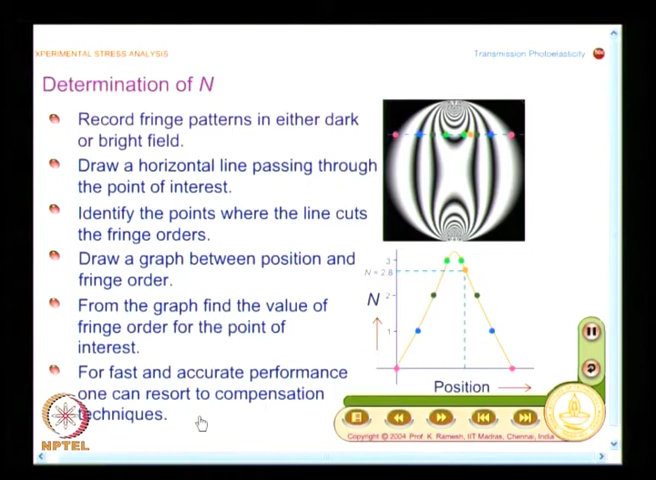 XPERIMENTAL STRESS ANALYSIS
Transmission Photoelasticity
Determination of N
Record fringe patterns in either dark
or bright field.
Draw a horizontal line passing through
the point of interest.
Identify the points where the line cuts
the fringe orders.
Draw a graph between position and
fringe order.
From the graph find the value of
fringe order for the point of
interest.
For fast and accurate performance
one can resort to compensation
techniques.
3
N = 2.8
2
N
1
Position
NPTEL
Copyright © 2004 Prof. K. Ramesh, IIT Madras, Chennai, India